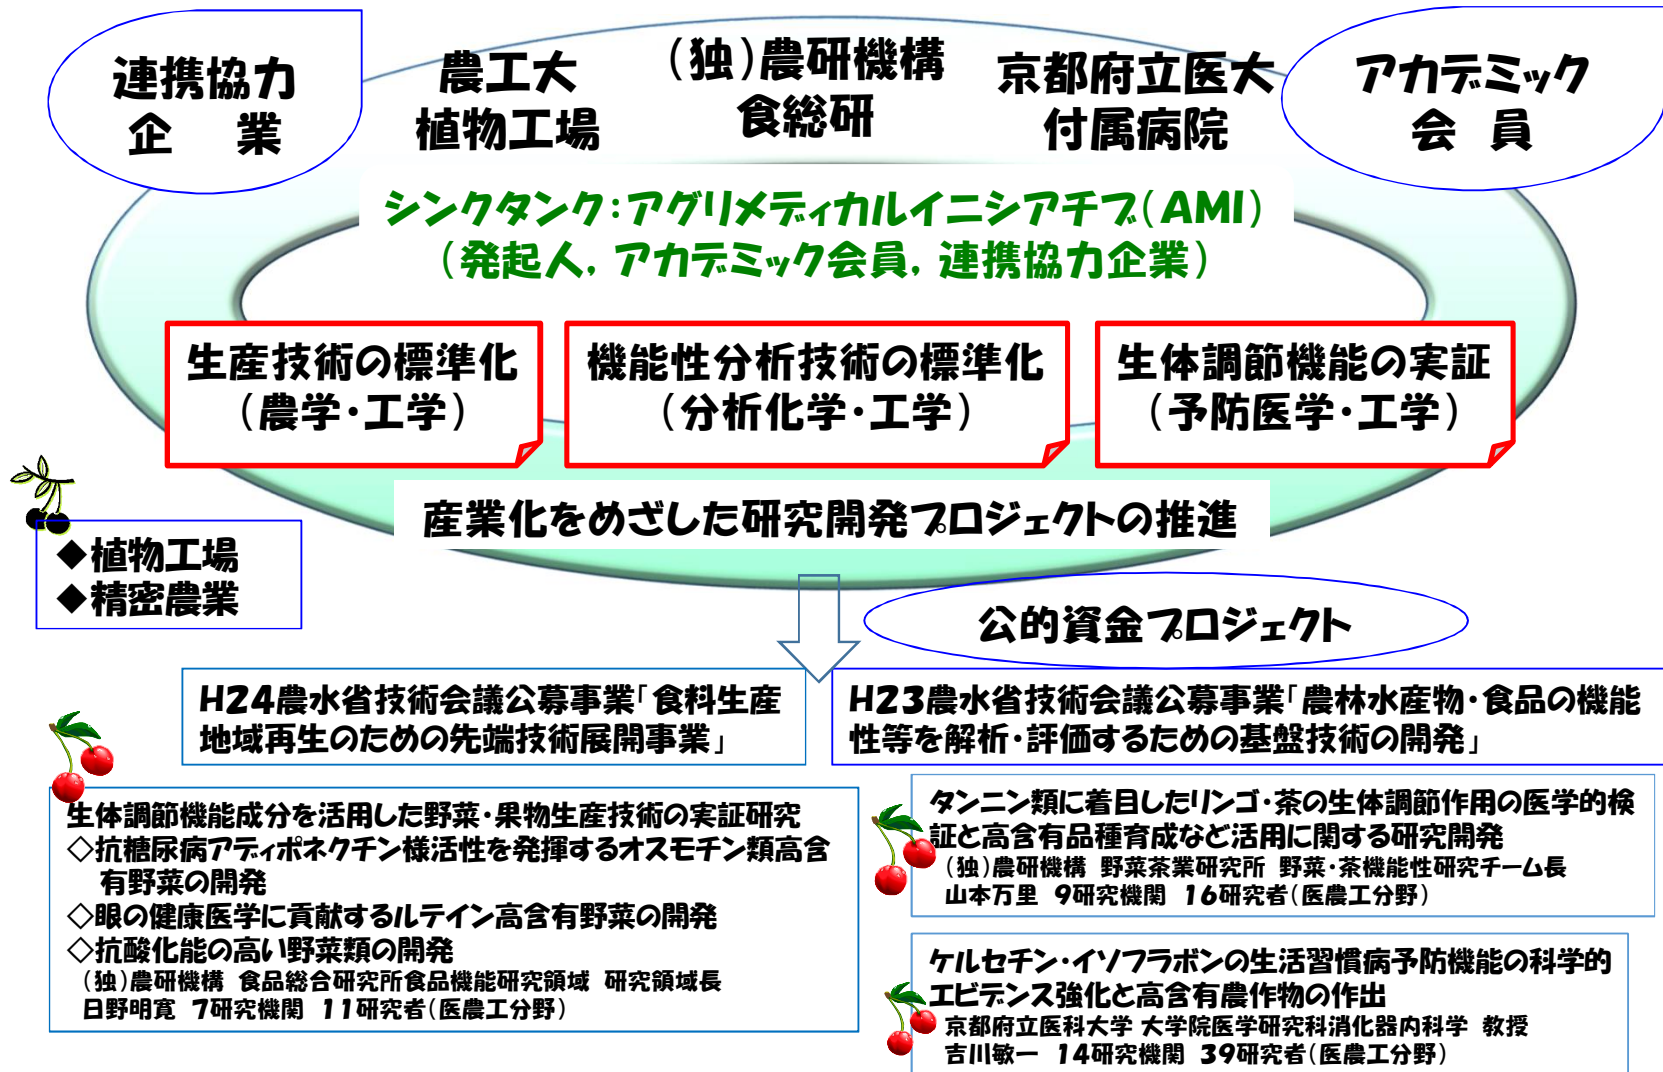 連携協力
企　業
農工大
植物工場
(独)農研機構
食総研
京都府立医大
付属病院
アカデミック
会 員
シンクタンク:アグリメディカルイニシアチブ(AMI)
(発起人, アカデミック会員, 連携協力企業)
生産技術の標準化
(農学・工学)
機能性分析技術の標準化
(分析化学・工学)
生体調節機能の実証
(予防医学・工学)
産業化をめざした研究開発プロジェクトの推進
◆植物工場
◆精密農業
公的資金プロジェクト
H24農水省技術会議公募事業「食料生産
地域再生のための先端技術展開事業」
生体調節機能成分を活用した野菜・果物生産技術の実証研究
◇抗糖尿病アディポネクチン様活性を発揮するオスモチン類高含
有野菜の開発
◇眼の健康医学に貢献するルテイン高含有野菜の開発
◇抗酸化能の高い野菜類の開発
(独)農研機構 食品総合研究所食品機能研究領域 研究領域長
日野明寛 7研究機関 11研究者(医農工分野)
H23農水省技術会議公募事業「農林水産物・食品の機能
性等を解析・評価するための基盤技術の開発」
タンニン類に着目したリンゴ・茶の生体調節作用の医学的検
証と高含有品種育成など活用に関する研究開発
(独)農研機構 野菜茶業研究所 野菜・茶機能性研究チーム長
山本万里 9研究機関 16研究者(医農工分野)
ケルセチン・イソフラボンの生活習慣病予防機能の科学的
エビデンス強化と高含有農作物の作出
京都府立医科大学 大学院医学研究科消化器内科学 教授
吉川敏一 14研究機関 39研究者(医農工分野)